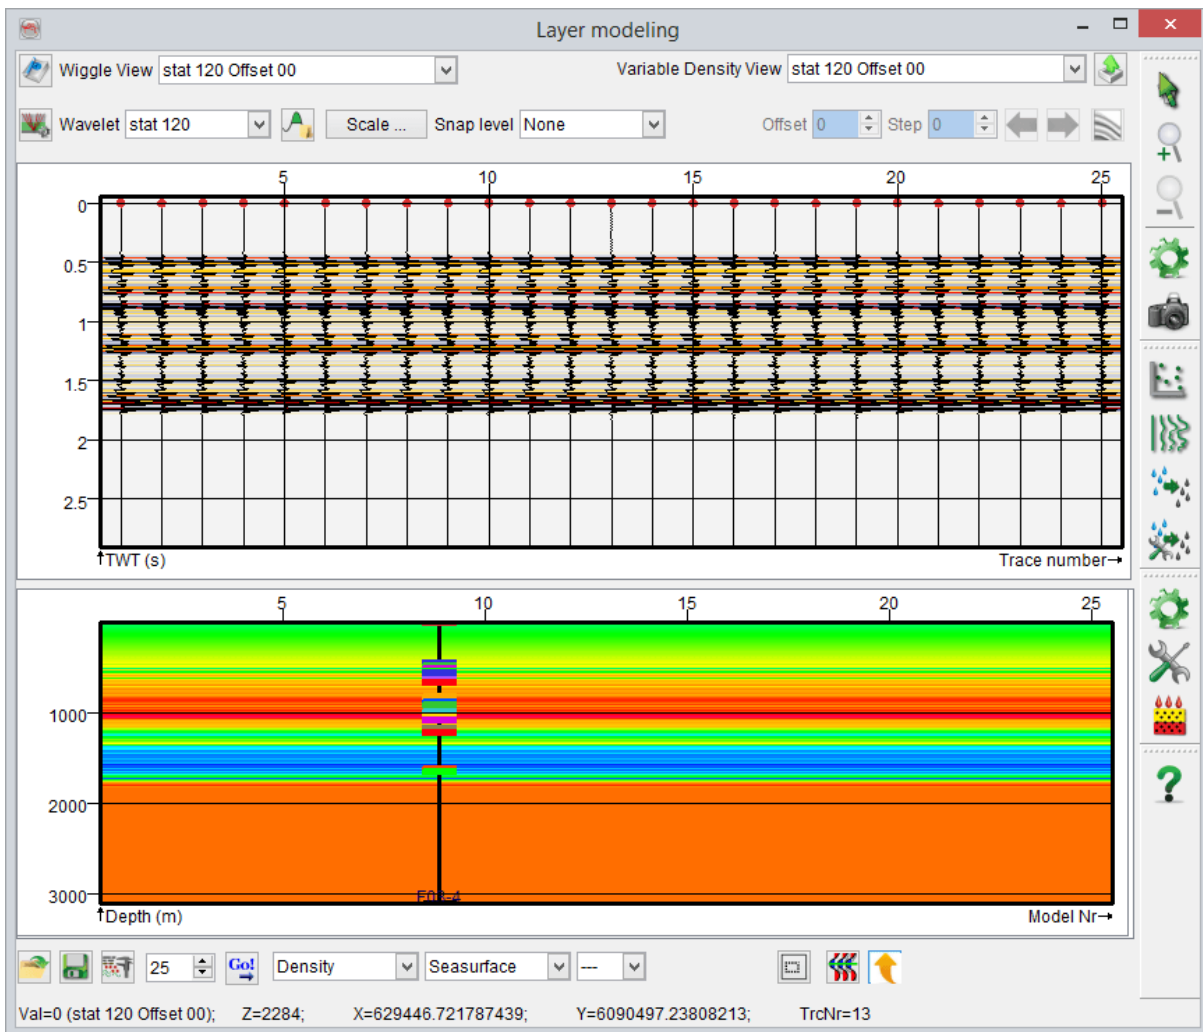 Layer modeling
Wiggle View stat 120 Offset 00 Variable Density View stat 120 Offset 00
Wavelet stat 120 Scale ... Snap level None Offset 0 Step 0
5 10 15 20 25
0
0.5
1
1.5
2
2.5
TWT (s) Trace number
5 10 15 20 25
1000
2000
3000
Depth (m) Model Nr
25 Go! Density Seasurface ---
Val=0 (stat 120 Offset 00); Z=2284; X=629446.721787439; Y=6090497.23808213; TrcNr=13